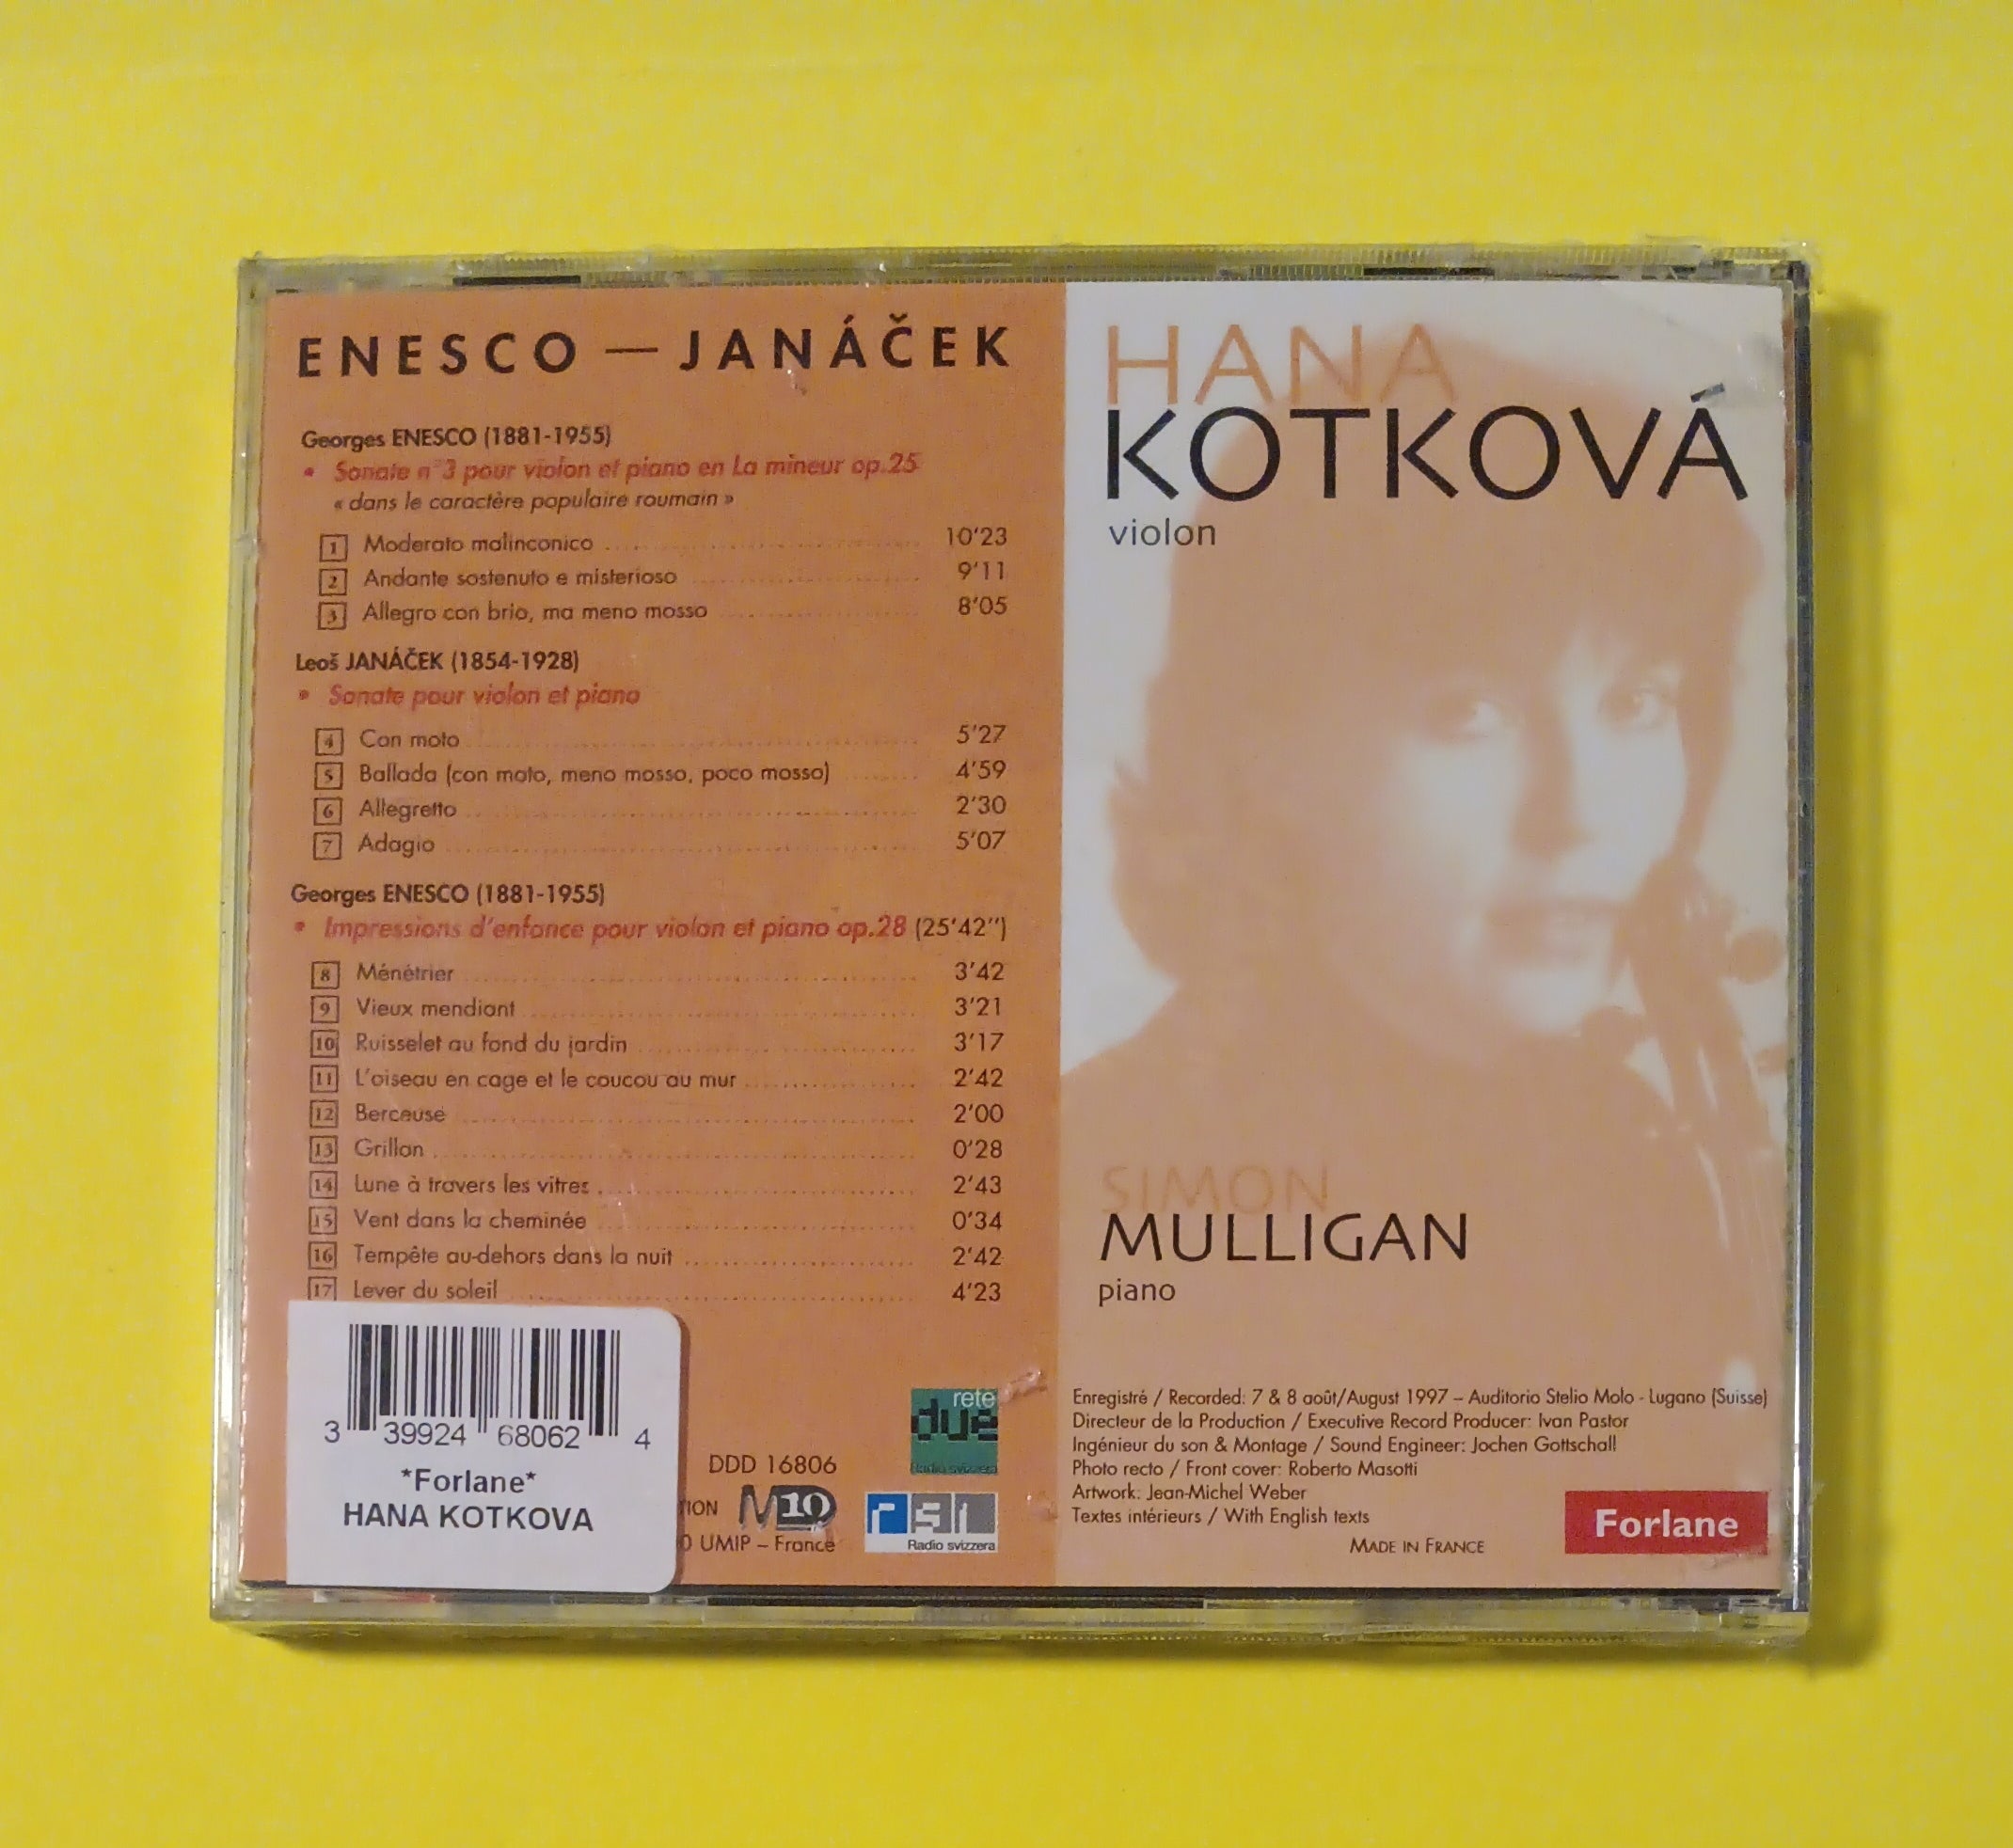 ENESCO — JANÁČEK
Georges ENESCO (1881-1955)
• Sonate n°3 pour violon et piano en La mineur op.25
« dans le caractère populaire roumain »
1 Moderato malinconico 10'23
2 Andante sostenuto e misterioso 9'11
3 Allegro con brio, ma meno mosso 8'05
Leoš JANÁČEK (1854-1928)
• Sonate pour violon et piano
4 Con moto 5'27
5 Ballada (con moto, meno mosso, poco mosso) 4'59
6 Allegretto 2'30
7 Adagio 5'07
Georges ENESCO (1881-1955)
• Impressions d'enfance pour violon et piano op.28 (25'42")
8 Ménétrier 3'42
9 Vieux mendiant 3'21
10 Ruisselet au fond du jardin 3'17
11 L'oiseau en cage et le coucou au mur 2'42
12 Berceuse 2'00
13 Grillon 0'28
14 Lune à travers les vitres 2'43
15 Vent dans la cheminée 0'34
16 Tempête au-dehors dans la nuit 2'42
17 Lever du soleil 4'23
3 39924 68062 4
*Forlane*
HANA KOTKOVA
DDD 16806
TION M10
0 UMIP – France
rete
due
Radio svizzera
rsi
Radio svizzera
HANA
KOTKOVÁ
violon
SIMON
MULLIGAN
piano
Enregistré / Recorded: 7 & 8 août/August 1997 – Auditorio Stelio Molo - Lugano (Suisse)
Directeur de la Production / Executive Record Producer: Ivan Pastor
Ingénieur du son & Montage / Sound Engineer: Jochen Gottschall
Photo recto / Front cover: Roberto Masotti
Artwork: Jean-Michel Weber
Textes intérieurs / With English texts
MADE IN FRANCE
Forlane